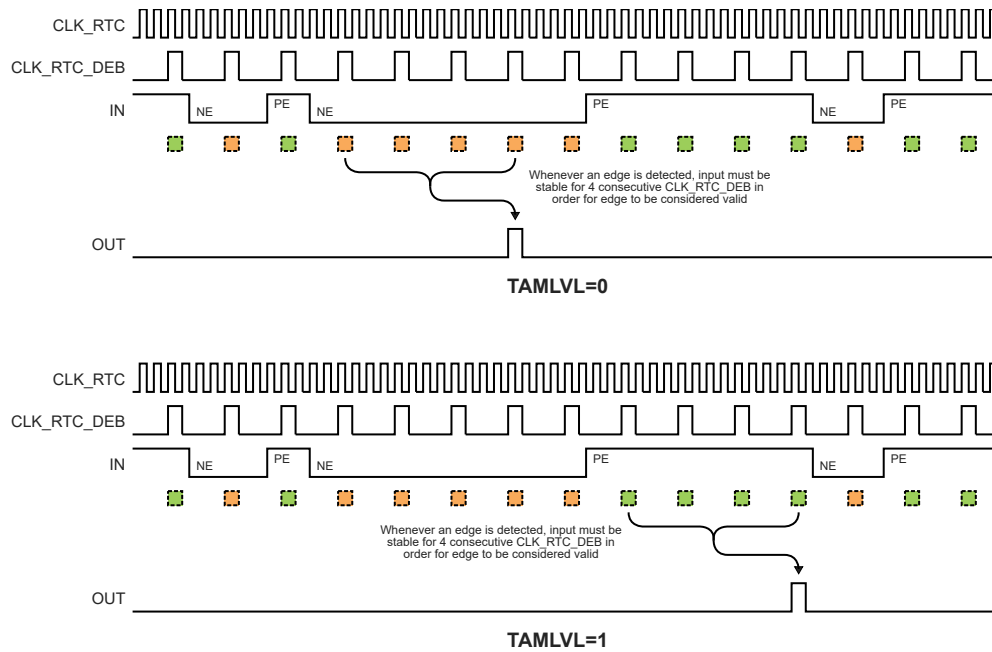 CLK_RTC
CLK_RTC_DEB
IN
NE
PE
NE
PE
NE
PE
Whenever an edge is detected, input must be
stable for 4 consecutive CLK_RTC_DEB in
order for edge to be considered valid
OUT
TAMLVL=0
CLK_RTC
CLK_RTC_DEB
IN
NE
PE
NE
PE
NE
PE
Whenever an edge is detected, input must be
stable for 4 consecutive CLK_RTC_DEB in
order for edge to be considered valid
OUT
TAMLVL=1